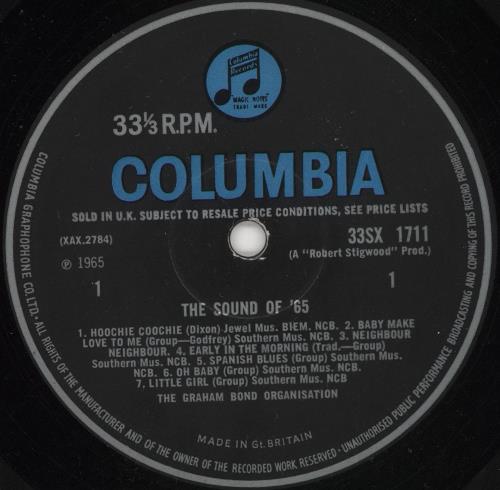 Columbia
Records
"MAGIC NOTES"
TRADE MARK
33⅓ R.P.M.
COLUMBIA
SOLD IN U.K. SUBJECT TO RESALE PRICE CONDITIONS, SEE PRICE LISTS
(XAX.2784)
33SX 1711
(A "Robert Stigwood" Prod.)
℗ 1965
1
1
THE SOUND OF '65
1. HOOCHIE COOCHIE (Dixon) Jewel Mus. BIEM. NCB. 2. BABY MAKE
LOVE TO ME (Group—Godfrey) Southern Mus. NCB. 3. NEIGHBOUR
NEIGHBOUR. 4. EARLY IN THE MORNING (Trad.—Group)
Southern Mus. NCB. 5. SPANISH BLUES (Group) Southern Mus.
NCB. 6. OH BABY (Group) Southern Mus. NCB.
7. LITTLE GIRL (Group) Southern Mus. NCB
THE GRAHAM BOND ORGANISATION
MADE IN Gt. BRITAIN
COLUMBIA GRAPHOPHONE CO. LTD. · ALL RIGHTS OF THE MANUFACTURER AND OF THE OWNER OF THE RECORDED WORK RESERVED · UNAUTHORISED PUBLIC PERFORMANCE BROADCASTING AND COPYING OF THIS RECORD PROHIBITED